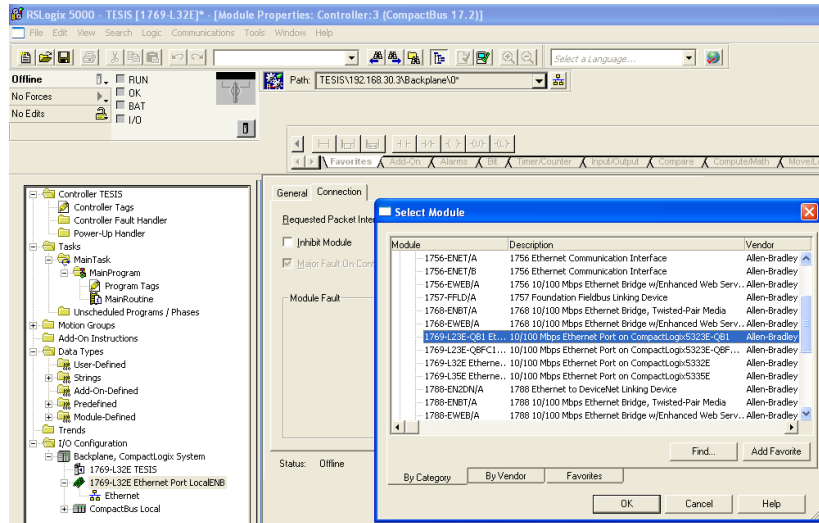 RSLogix 5000 - TESIS [1769-L32E]* - [Module Properties: Controller:3 (CompactBus 17.2)]
File Edit View Search Logic Communications Tools Window Help
Select a Language...
Offline
RUN
No Forces
OK
BAT
No Edits
I/O
Path: TESIS\192.168.30.3\Backplane\0*
Favorites Add-On Alarms Bit Timer/Counter Input/Output Compare Compute/Math Move/L
Controller TESIS
Controller Tags
Controller Fault Handler
Power-Up Handler
Tasks
MainTask
MainProgram
Program Tags
MainRoutine
Unscheduled Programs / Phases
Motion Groups
Add-On Instructions
Data Types
User-Defined
Strings
Add-On-Defined
Predefined
Module-Defined
Trends
I/O Configuration
Backplane, CompactLogix System
1769-L32E TESIS
1769-L32E Ethernet Port LocalENB
Ethernet
CompactBus Local
General Connection
Requested Packet Inter
Inhibit Module
Major Fault On Cont
Module Fault
Status: Offline
Select Module
Module Description Vendor
1756-ENET/A 1756 Ethernet Communication Interface Allen-Bradley
1756-ENET/B 1756 Ethernet Communication Interface Allen-Bradley
1756-EWEB/A 1756 10/100 Mbps Ethernet Bridge w/Enhanced Web Serv.. Allen-Bradley
1757-FFLD/A 1757 Foundation Fieldbus Linking Device Allen-Bradley
1768-ENBT/A 1768 10/100 Mbps Ethernet Bridge, Twisted-Pair Media Allen-Bradley
1768-EWEB/A 1768 10/100 Mbps Ethernet Bridge w/Enhanced Web Serv.. Allen-Bradley
1769-L23E-QB1 Et... 10/100 Mbps Ethernet Port on CompactLogix5323E-QB1 Allen-Bradley
1769-L23E-QBFC1... 10/100 Mbps Ethernet Port on CompactLogix5323E-QBF... Allen-Bradley
1769-L32E Etherne.. 10/100 Mbps Ethernet Port on CompactLogix5332E Allen-Bradley
1769-L35E Etherne.. 10/100 Mbps Ethernet Port on CompactLogix5335E Allen-Bradley
1788-EN2DN/A 1788 Ethernet to DeviceNet Linking Device Allen-Bradley
1788-ENBT/A 1788 10/100 Mbps Ethernet Bridge, Twisted-Pair Media Allen-Bradley
1788-EWEB/A 1788 10/100 Mbps Ethernet Bridge w/Enhanced Web Serv.. Allen-Bradley
Find... Add Favorite
By Category By Vendor Favorites
OK Cancel Help